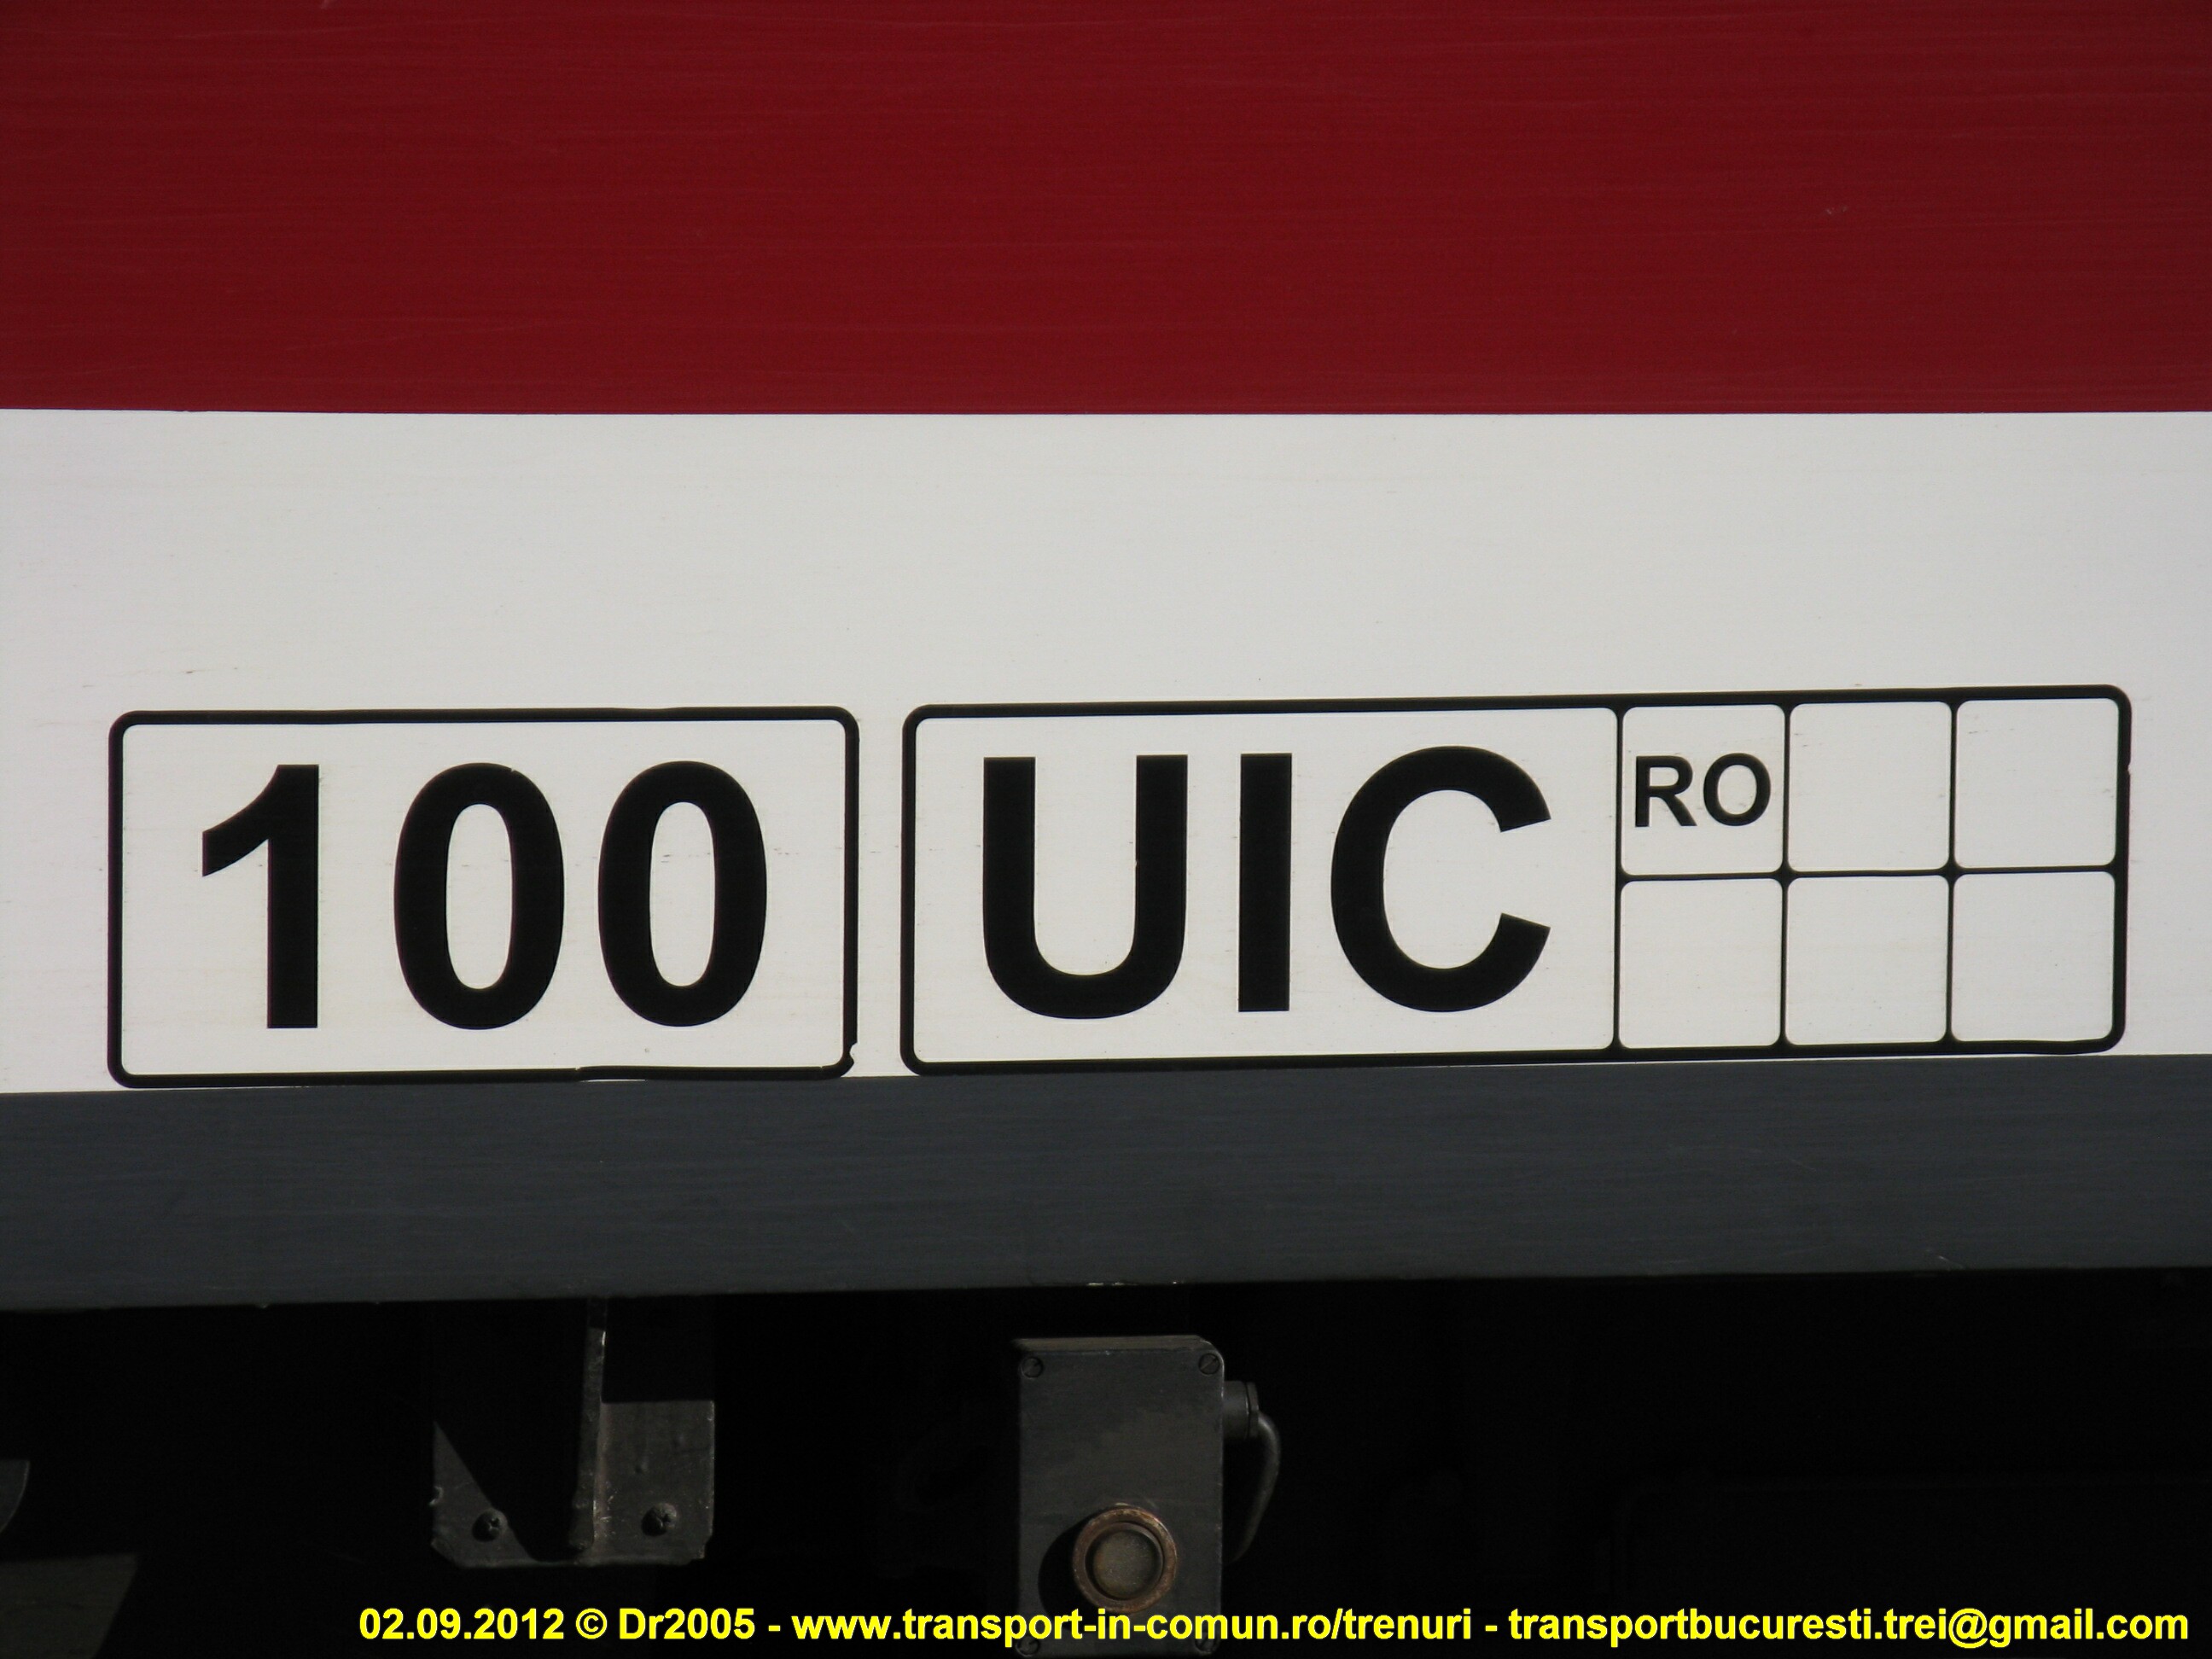 100 UIC RO
02.09.2012 © Dr2005 - www.transport-in-comun.ro/trenuri - transportbucuresti.trei@gmail.com